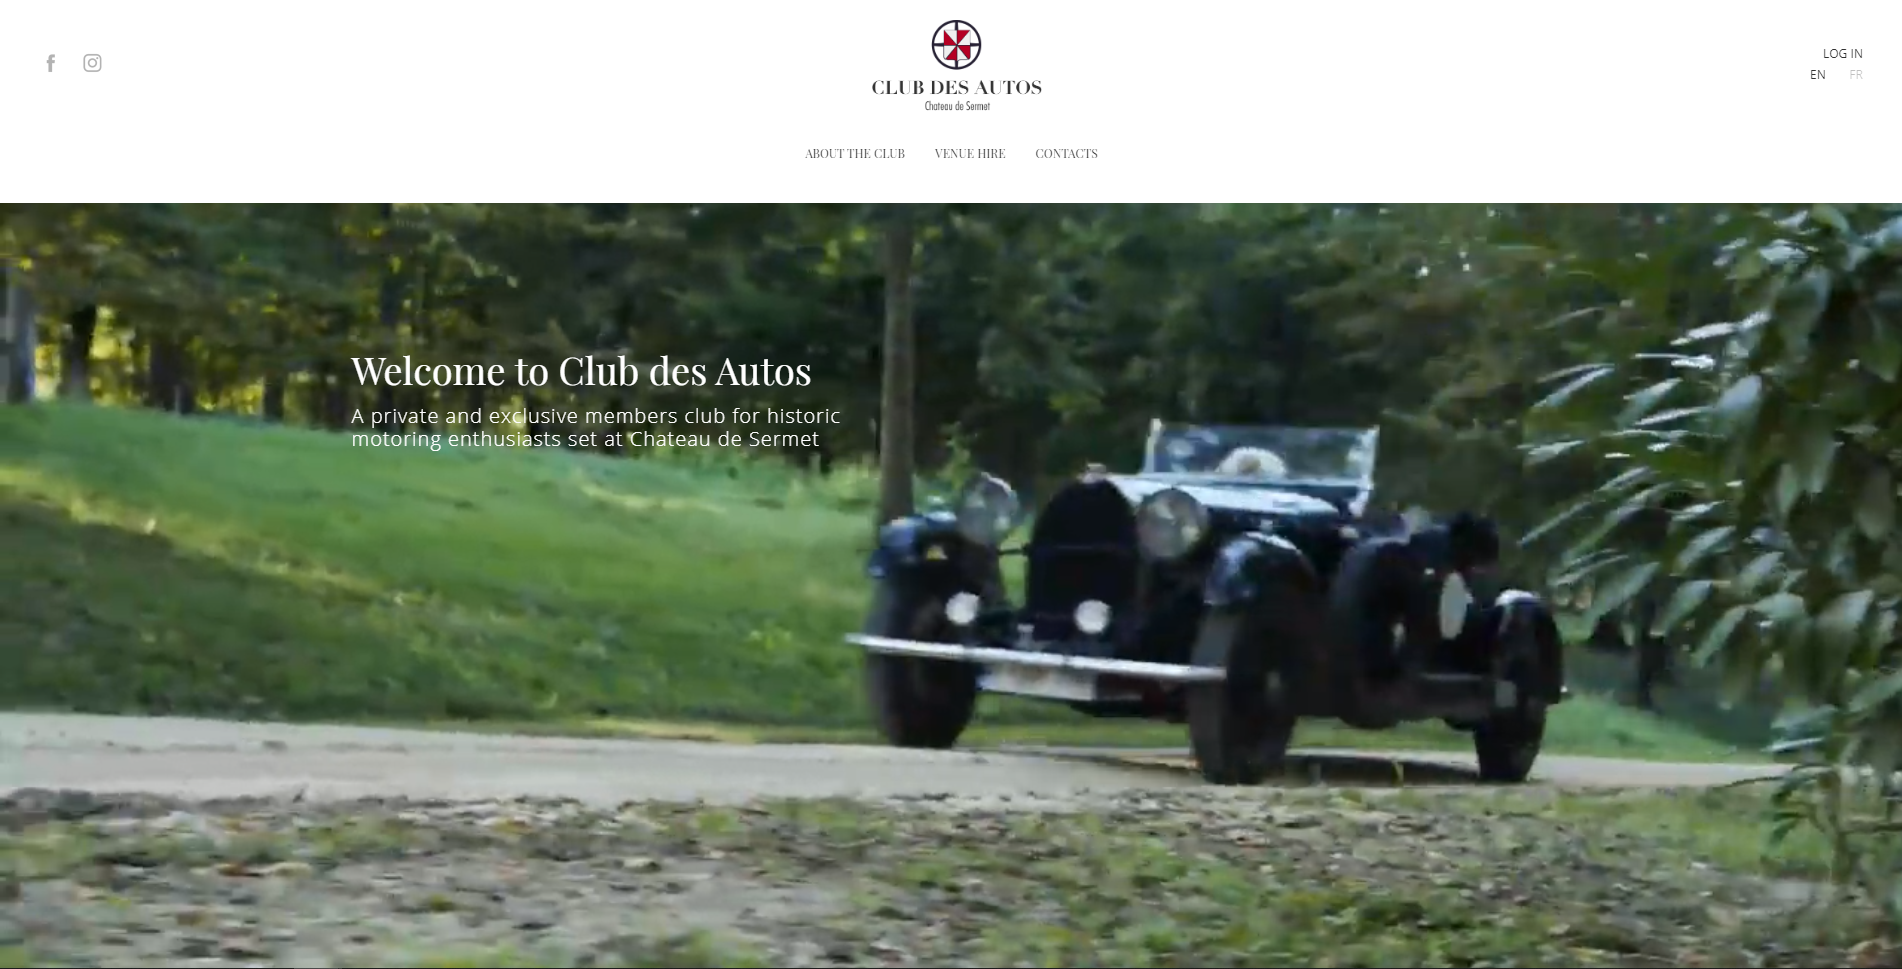 CLUB DES AUTOS
Chateau de Sermet
LOG IN
EN FR
ABOUT THE CLUB VENUE HIRE CONTACTS
Welcome to Club des Autos
A private and exclusive members club for historic
motoring enthusiasts set at Chateau de Sermet